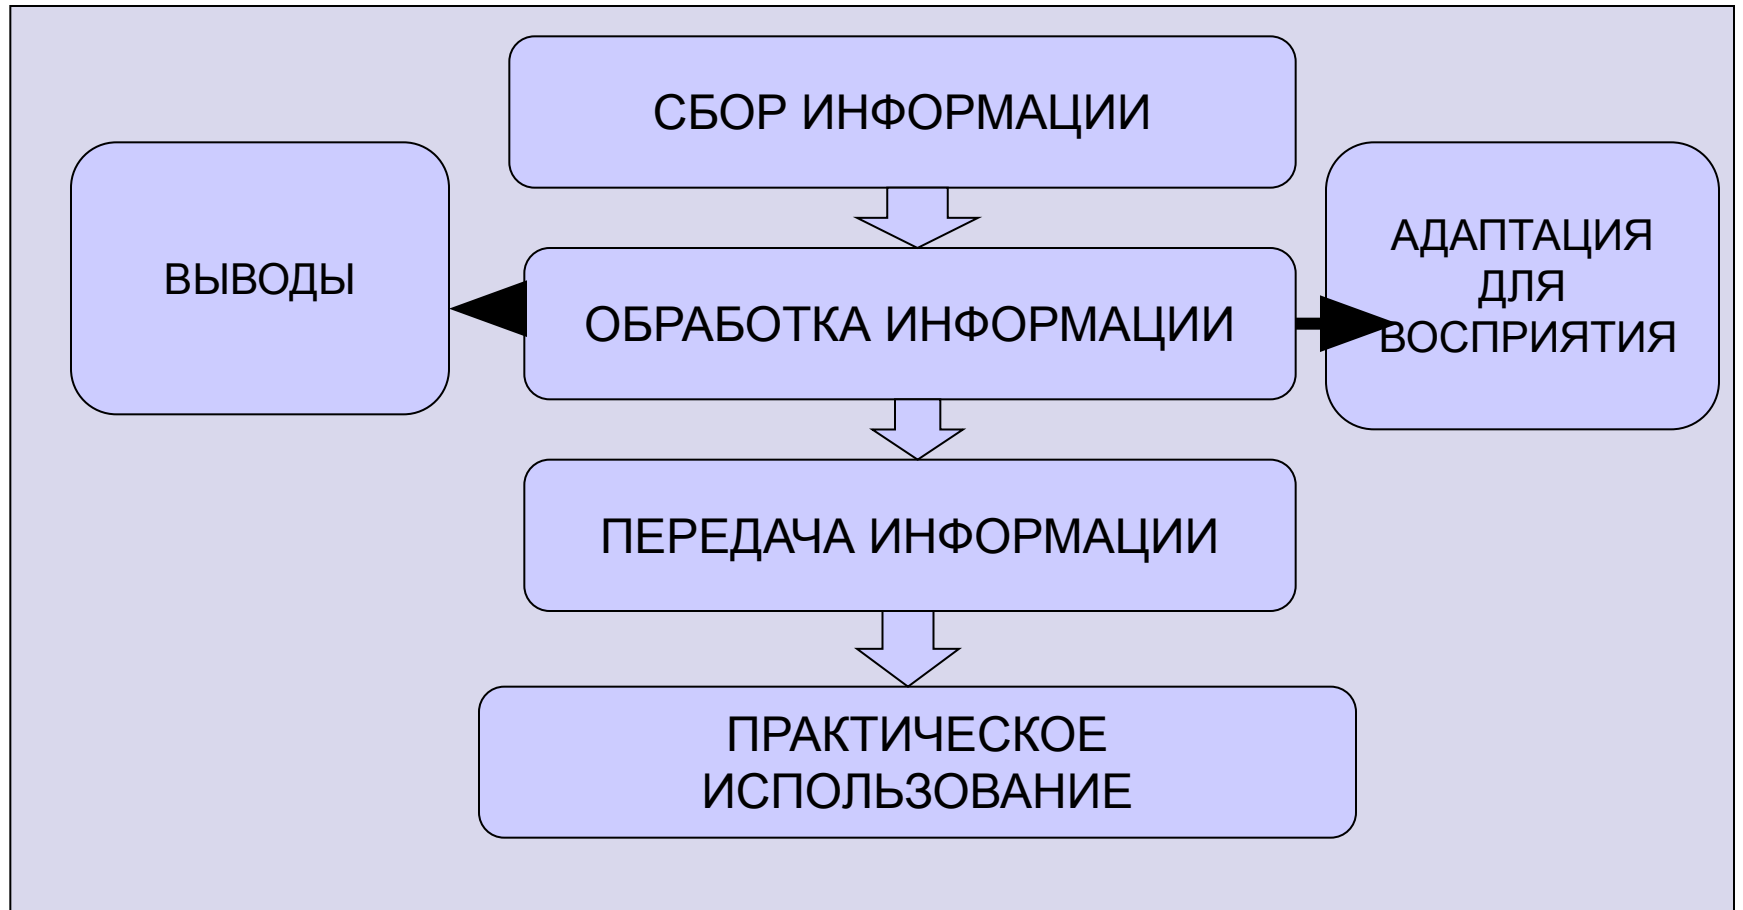 СБОР ИНФОРМАЦИИ
ВЫВОДЫ
ОБРАБОТКА ИНФОРМАЦИИ
АДАПТАЦИЯ
ДЛЯ
ВОСПРИЯТИЯ
ПЕРЕДАЧА ИНФОРМАЦИИ
ПРАКТИЧЕСКОЕ
ИСПОЛЬЗОВАНИЕ